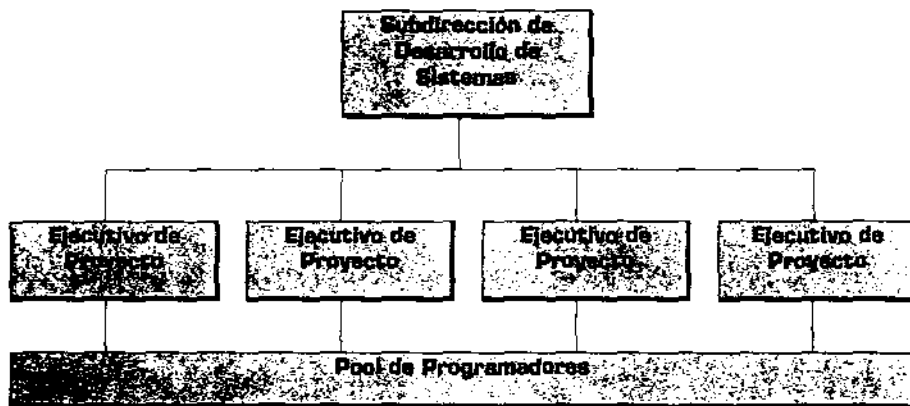 Subdirección de
Desarrollo de
Sistemas
Ejecutivo de
Proyecto
Ejecutivo de
Proyecto
Ejecutivo de
Proyecto
Ejecutivo de
Proyecto
Pool de Programadores